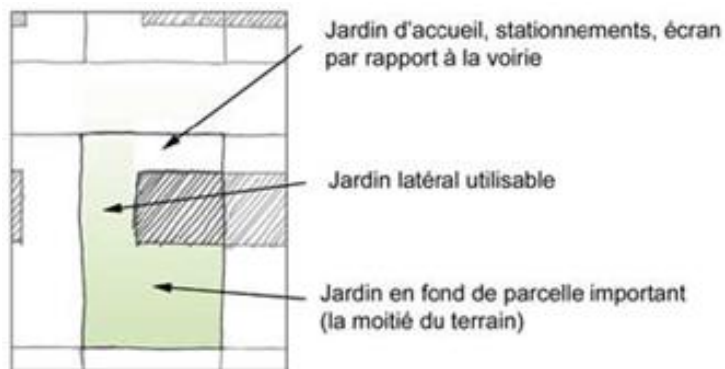 Jardin d'accueil, stationnements, écran
par rapport à la voirie
Jardin latéral utilisable
Jardin en fond de parcelle important
(la moitié du terrain)